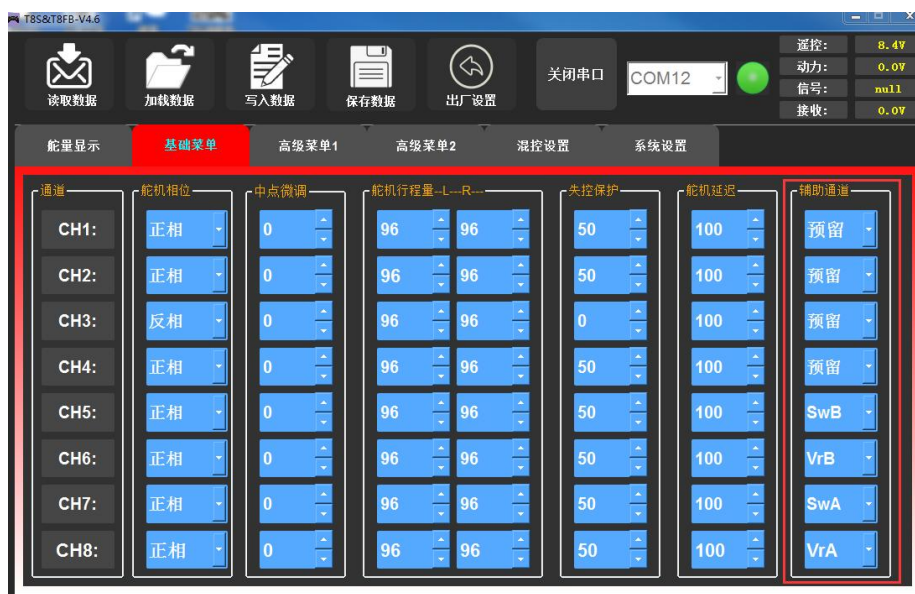 T8S&T8FB-V4.6
读取数据 加载数据 写入数据 保存数据 出厂设置 关闭串口 COM12
遥控: 8.4V
动力: 0.0V
信号: null
接收: 0.0V
舵量显示 基础菜单 高级菜单1 高级菜单2 混控设置 系统设置
通道 舵机相位 中点微调 舵机行程量--L---R--- 失控保护 舵机延迟 辅助通道
CH1: 正相 0 96 96 50 100 预留
CH2: 正相 0 96 96 50 100 预留
CH3: 反相 0 96 96 0 100 预留
CH4: 正相 0 96 96 50 100 预留
CH5: 正相 0 96 96 50 100 SwB
CH6: 正相 0 96 96 50 100 VrB
CH7: 正相 0 96 96 50 100 SwA
CH8: 正相 0 96 96 50 100 VrA